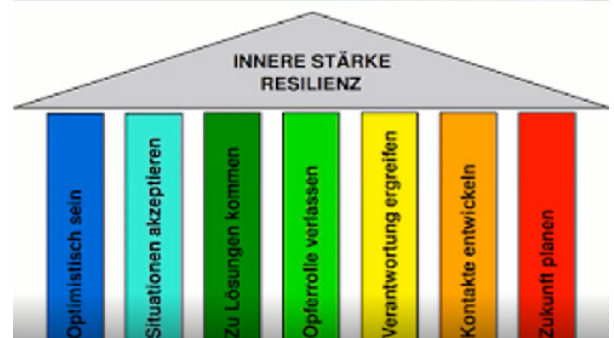 INNERE STÄRKE
RESILIENZ
Optimistisch sein
Situationen akzeptieren
Zu Lösungen kommen
Opferrolle verlassen
Verantwortung ergreifen
Kontakte entwickeln
Zukunft planen